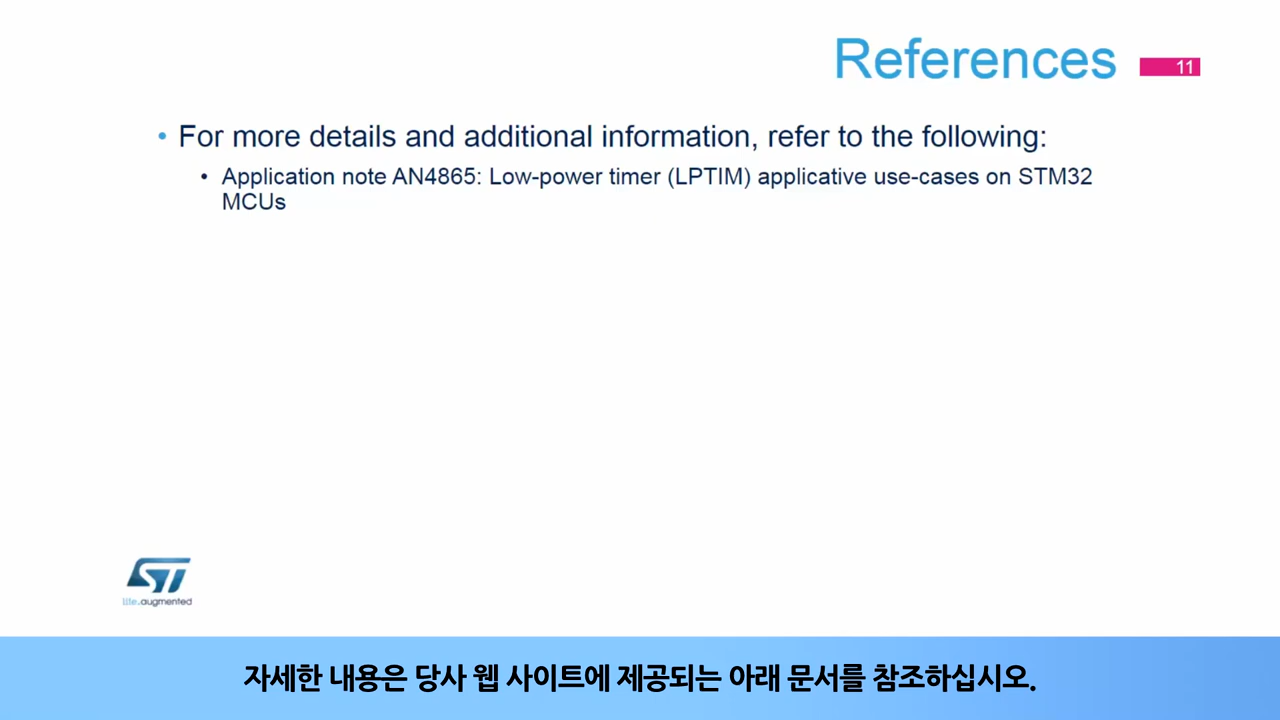 References
11
• For more details and additional information, refer to the following:
• Application note AN4865: Low-power timer (LPTIM) applicative use-cases on STM32
MCUs
ST
life.augmented
자세한 내용은 당사 웹 사이트에 제공되는 아래 문서를 참조하십시오.